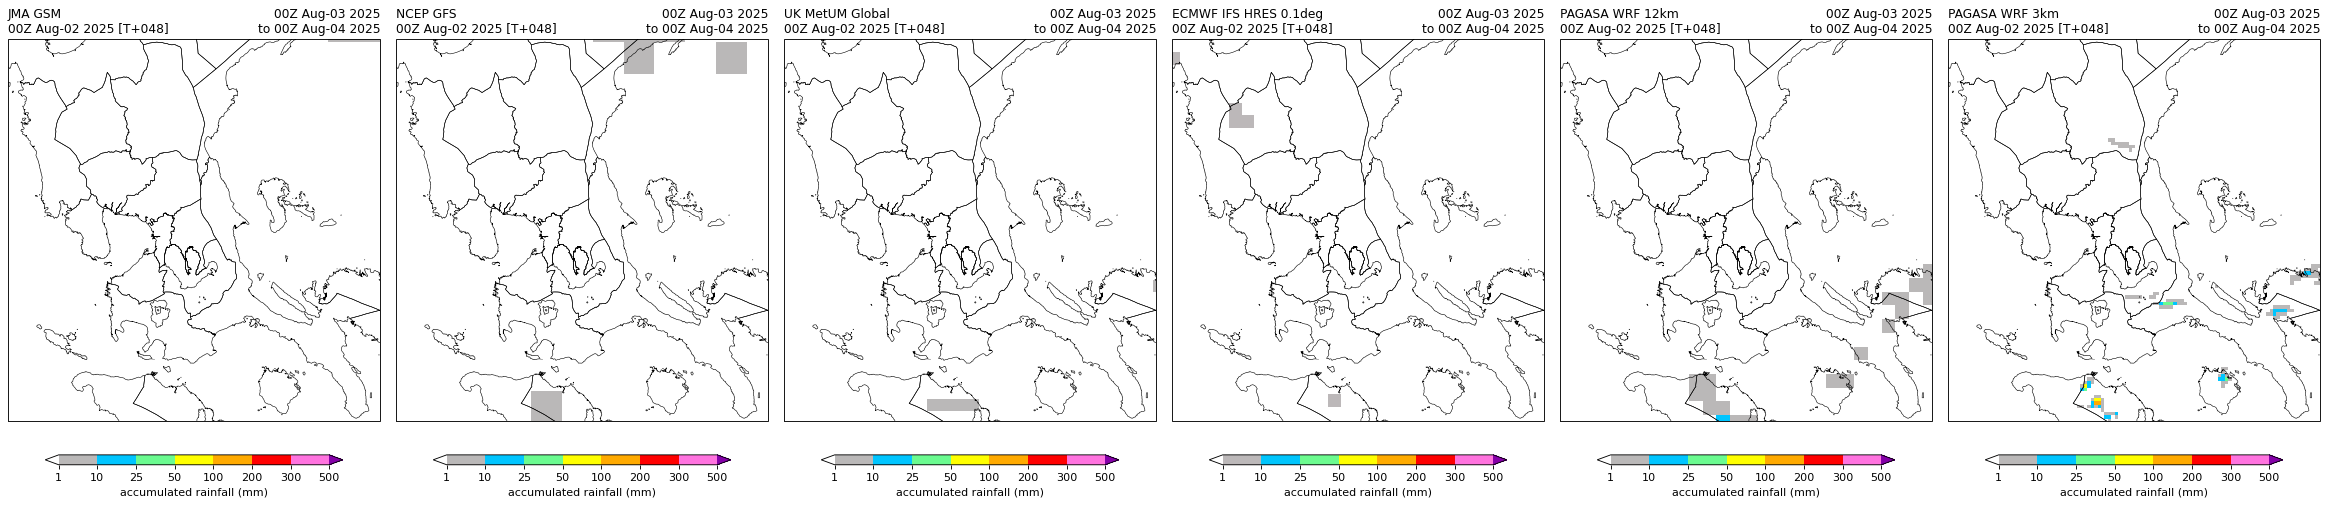 JMA GSM 00Z Aug-03 2025
00Z Aug-02 2025 [T+048] to 00Z Aug-04 2025
1 10 25 50 100 200 300 500
accumulated rainfall (mm)
NCEP GFS 00Z Aug-03 2025
00Z Aug-02 2025 [T+048] to 00Z Aug-04 2025
1 10 25 50 100 200 300 500
accumulated rainfall (mm)
UK MetUM Global 00Z Aug-03 2025
00Z Aug-02 2025 [T+048] to 00Z Aug-04 2025
1 10 25 50 100 200 300 500
accumulated rainfall (mm)
ECMWF IFS HRES 0.1deg 00Z Aug-03 2025
00Z Aug-02 2025 [T+048] to 00Z Aug-04 2025
1 10 25 50 100 200 300 500
accumulated rainfall (mm)
PAGASA WRF 12km 00Z Aug-03 2025
00Z Aug-02 2025 [T+048] to 00Z Aug-04 2025
1 10 25 50 100 200 300 500
accumulated rainfall (mm)
PAGASA WRF 3km 00Z Aug-03 2025
00Z Aug-02 2025 [T+048] to 00Z Aug-04 2025
1 10 25 50 100 200 300 500
accumulated rainfall (mm)